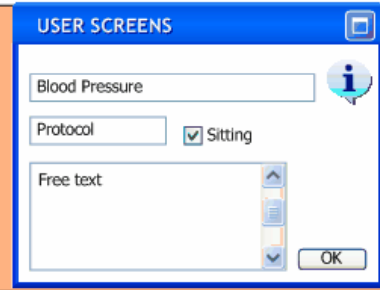 USER SCREENS
i
Blood Pressure
Protocol
Sitting
Free text
OK